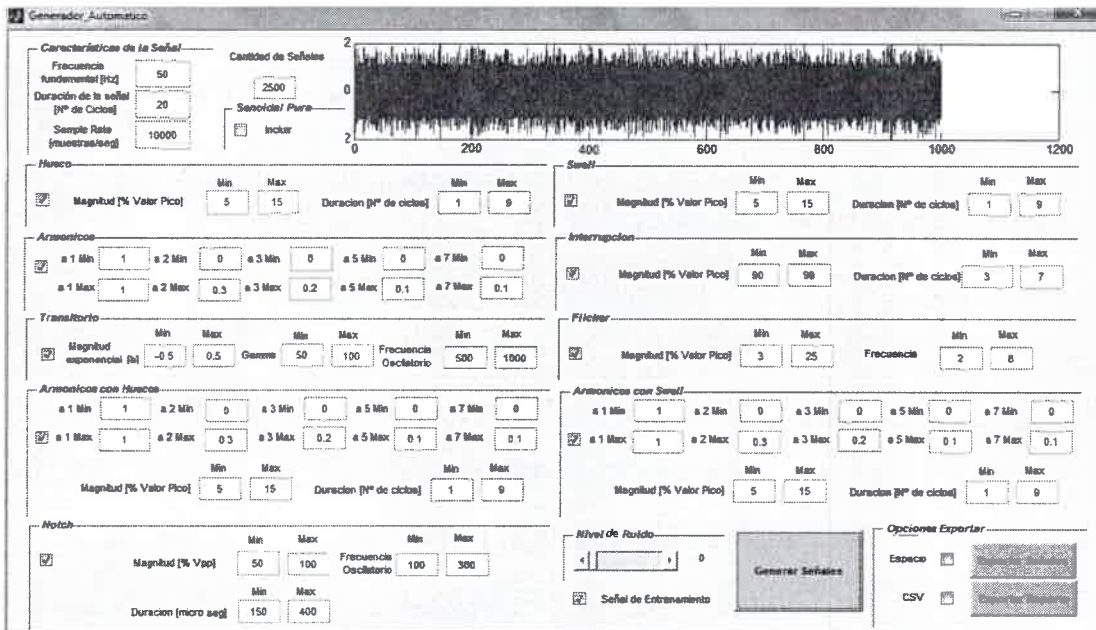 Generador_Automatico
Características de la Señal
Frecuencia fundamental [Hz] 50
Duración de la señal [Nº de Ciclos] 20
Sample Rate [muestras/seg] 10000
Cantidad de Señales
2500
Senoidal Pura
Incluir
2
0
2
0 200 400 600 800 1000 1200
Hueco
Min Max Min Max
Magnitud [% Valor Pico] 5 15 Duracion [Nº de ciclos] 1 9
Swell
Min Max Min Max
Magnitud [% Valor Pico] 5 15 Duracion [Nº de ciclos] 1 9
Armonicos
a 1 Min 1 a 2 Min 0 a 3 Min 0 a 5 Min 0 a 7 Min 0
a 1 Max 1 a 2 Max 0.3 a 3 Max 0.2 a 5 Max 0.1 a 7 Max 0.1
Interrupcion
Min Max Min Max
Magnitud [% Valor Pico] 90 98 Duracion [Nº de ciclos] 3 7
Transitorio
Min Max Min Max Min Max
Magnitud exponencial [b] -0.5 0.5 Gamma 50 100 Frecuencia Oscilatorio 500 1000
Flicker
Min Max Min Max
Magnitud [% Valor Pico] 3 25 Frecuencia 2 8
Armonicos con Huecos
a 1 Min 1 a 2 Min 0 a 3 Min 0 a 5 Min 0 a 7 Min 0
a 1 Max 1 a 2 Max 0.3 a 3 Max 0.2 a 5 Max 0.1 a 7 Max 0.1
Min Max Min Max
Magnitud [% Valor Pico] 5 15 Duracion [Nº de ciclos] 1 9
Armonicos con Swell
a 1 Min 1 a 2 Min 0 a 3 Min 0 a 5 Min 0 a 7 Min 0
a 1 Max 1 a 2 Max 0.3 a 3 Max 0.2 a 5 Max 0.1 a 7 Max 0.1
Min Max Min Max
Magnitud [% Valor Pico] 5 15 Duracion [Nº de ciclos] 1 9
Notch
Min Max Min Max
Magnitud [% Vpp] 50 100 Frecuencia Oscilatorio 100 300
Min Max
Duracion [micro seg] 150 400
Nivel de Ruido
0
Señal de Entrenamiento
Generar Señales
Opciones Exportar
Espacio
CSV